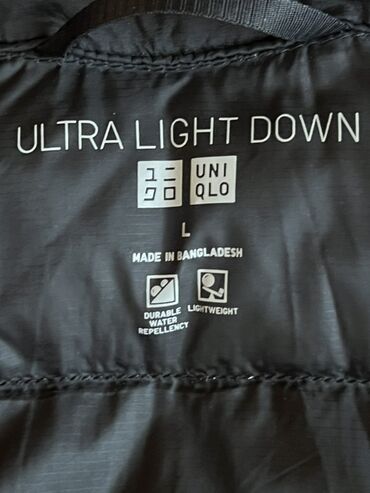 ULTRA LIGHT DOWN
ユニ UNI
クロ QLO
L
MADE IN BANGLADESH
DURABLE
WATER
REPELLENCY
LIGHTWEIGHT